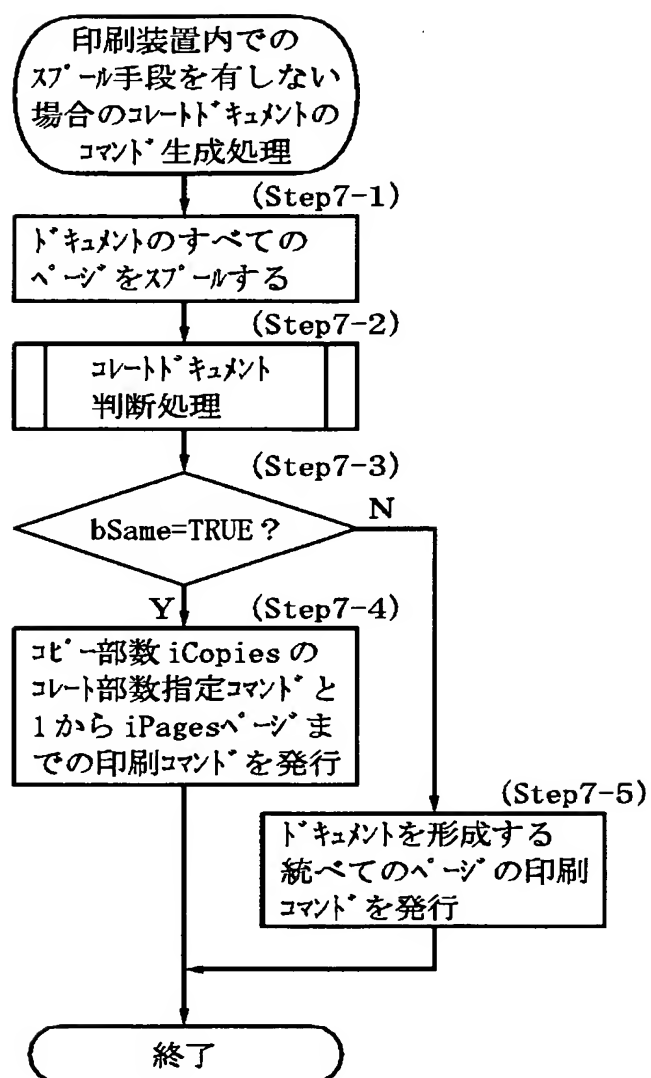 印刷装置内での
スプール手段を有しない
場合のコレートドキュメントの
コマンド生成処理
(Step7-1)
ドキュメントのすべての
ページをスプールする
(Step7-2)
コレートドキュメント
判断処理
(Step7-3)
bSame=TRUE?
N
Y
(Step7-4)
コピー部数 iCopies の
コレート部数指定コマンドと
1から iPagesページま
での印刷コマンドを発行
(Step7-5)
ドキュメントを形成する
統べてのページの印刷
コマンドを発行
終了